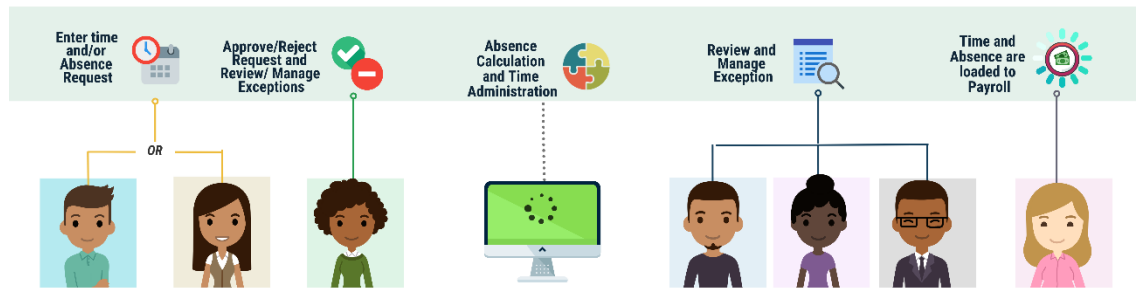 Enter time
and/or
Absence
Request
Approve/Reject
Request and
Review/ Manage
Exceptions
Absence
Calculation
and Time
Administration
Review and
Manage
Exception
Time and
Absence are
loaded to
Payroll
OR